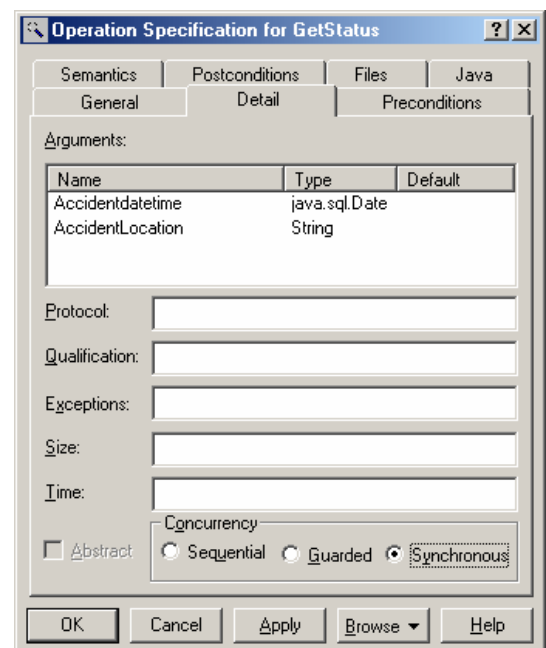 Operation Specification for GetStatus
Semantics Postconditions Files Java
General Detail Preconditions
Arguments:
Name Type Default
Accidentdatetime java.sql.Date
AccidentLocation String
Protocol:
Qualification:
Exceptions:
Size:
Time:
Concurrency
Abstract Sequential Guarded Synchronous
OK Cancel Apply Browse Help